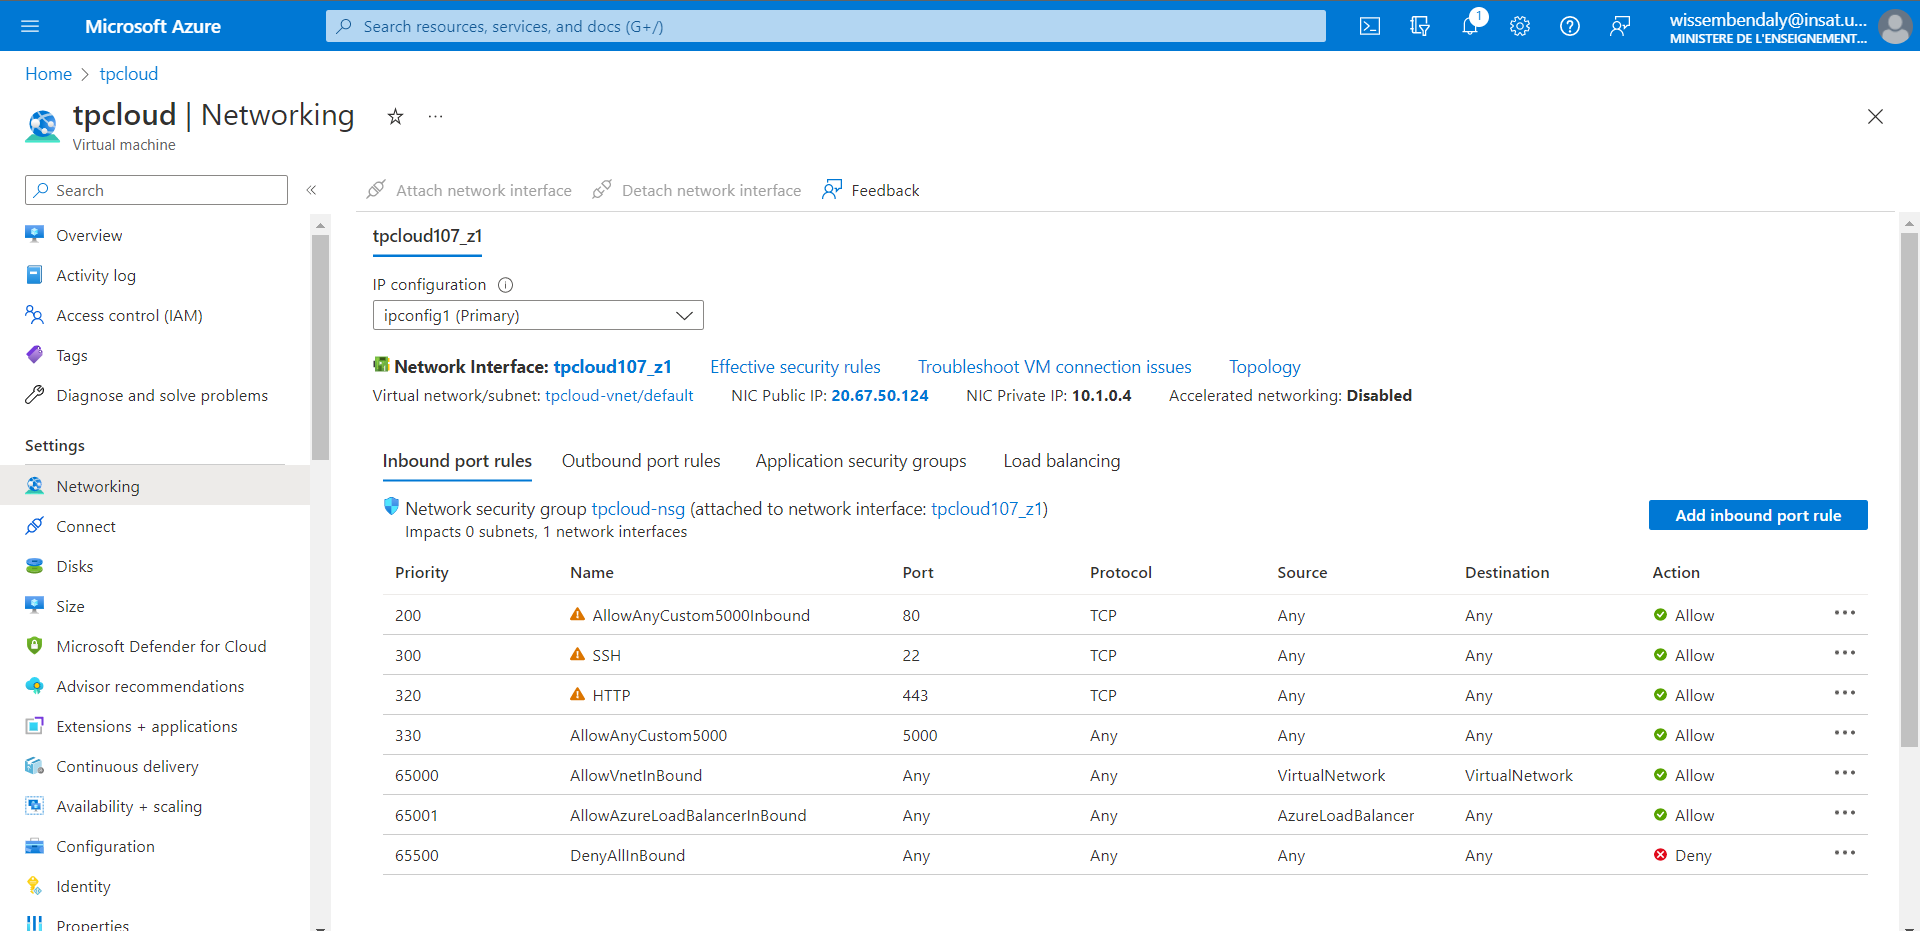 Microsoft Azure
Search resources, services, and docs (G+/)
1
wissembendaly@insat.u...
MINISTERE DE L'ENSEIGNEMENT...
Home > tpcloud
tpcloud | Networking
Virtual machine
Search
Attach network interface
Detach network interface
Feedback
Overview
Activity log
Access control (IAM)
Tags
Diagnose and solve problems
Settings
Networking
Connect
Disks
Size
Microsoft Defender for Cloud
Advisor recommendations
Extensions + applications
Continuous delivery
Availability + scaling
Configuration
Identity
Properties
tpcloud107_z1
IP configuration
ipconfig1 (Primary)
Network Interface: tpcloud107_z1 Effective security rules Troubleshoot VM connection issues Topology
Virtual network/subnet: tpcloud-vnet/default NIC Public IP: 20.67.50.124 NIC Private IP: 10.1.0.4 Accelerated networking: Disabled
Inbound port rules Outbound port rules Application security groups Load balancing
Network security group tpcloud-nsg (attached to network interface: tpcloud107_z1)
Impacts 0 subnets, 1 network interfaces
Add inbound port rule
Priority Name Port Protocol Source Destination Action
200 AllowAnyCustom5000Inbound 80 TCP Any Any Allow
300 SSH 22 TCP Any Any Allow
320 HTTP 443 TCP Any Any Allow
330 AllowAnyCustom5000 5000 Any Any Any Allow
65000 AllowVnetInBound Any Any VirtualNetwork VirtualNetwork Allow
65001 AllowAzureLoadBalancerInBound Any Any AzureLoadBalancer Any Allow
65500 DenyAllInBound Any Any Any Any Deny